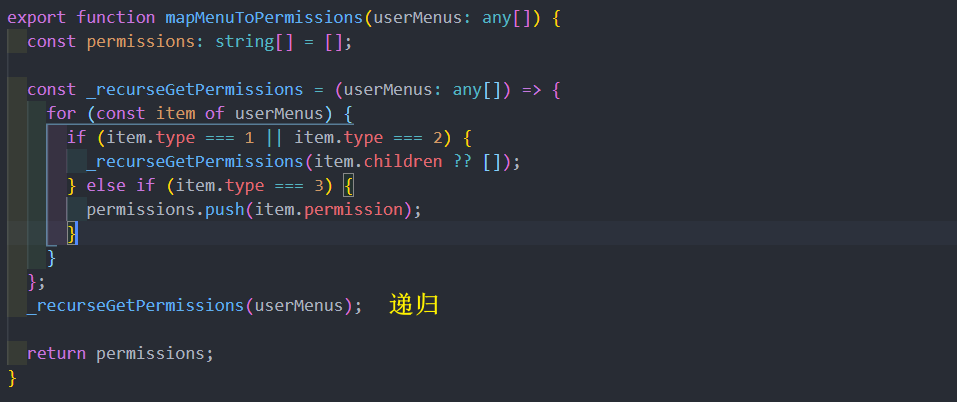 export function mapMenuToPermissions(userMenus: any[]) {
  const permissions: string[] = [];

  const _recurseGetPermissions = (userMenus: any[]) => {
    for (const item of userMenus) {
      if (item.type === 1 || item.type === 2) {
        _recurseGetPermissions(item.children ?? []);
      } else if (item.type === 3) {
        permissions.push(item.permission);
      }
    }
  };
  _recurseGetPermissions(userMenus); 递归

  return permissions;
}